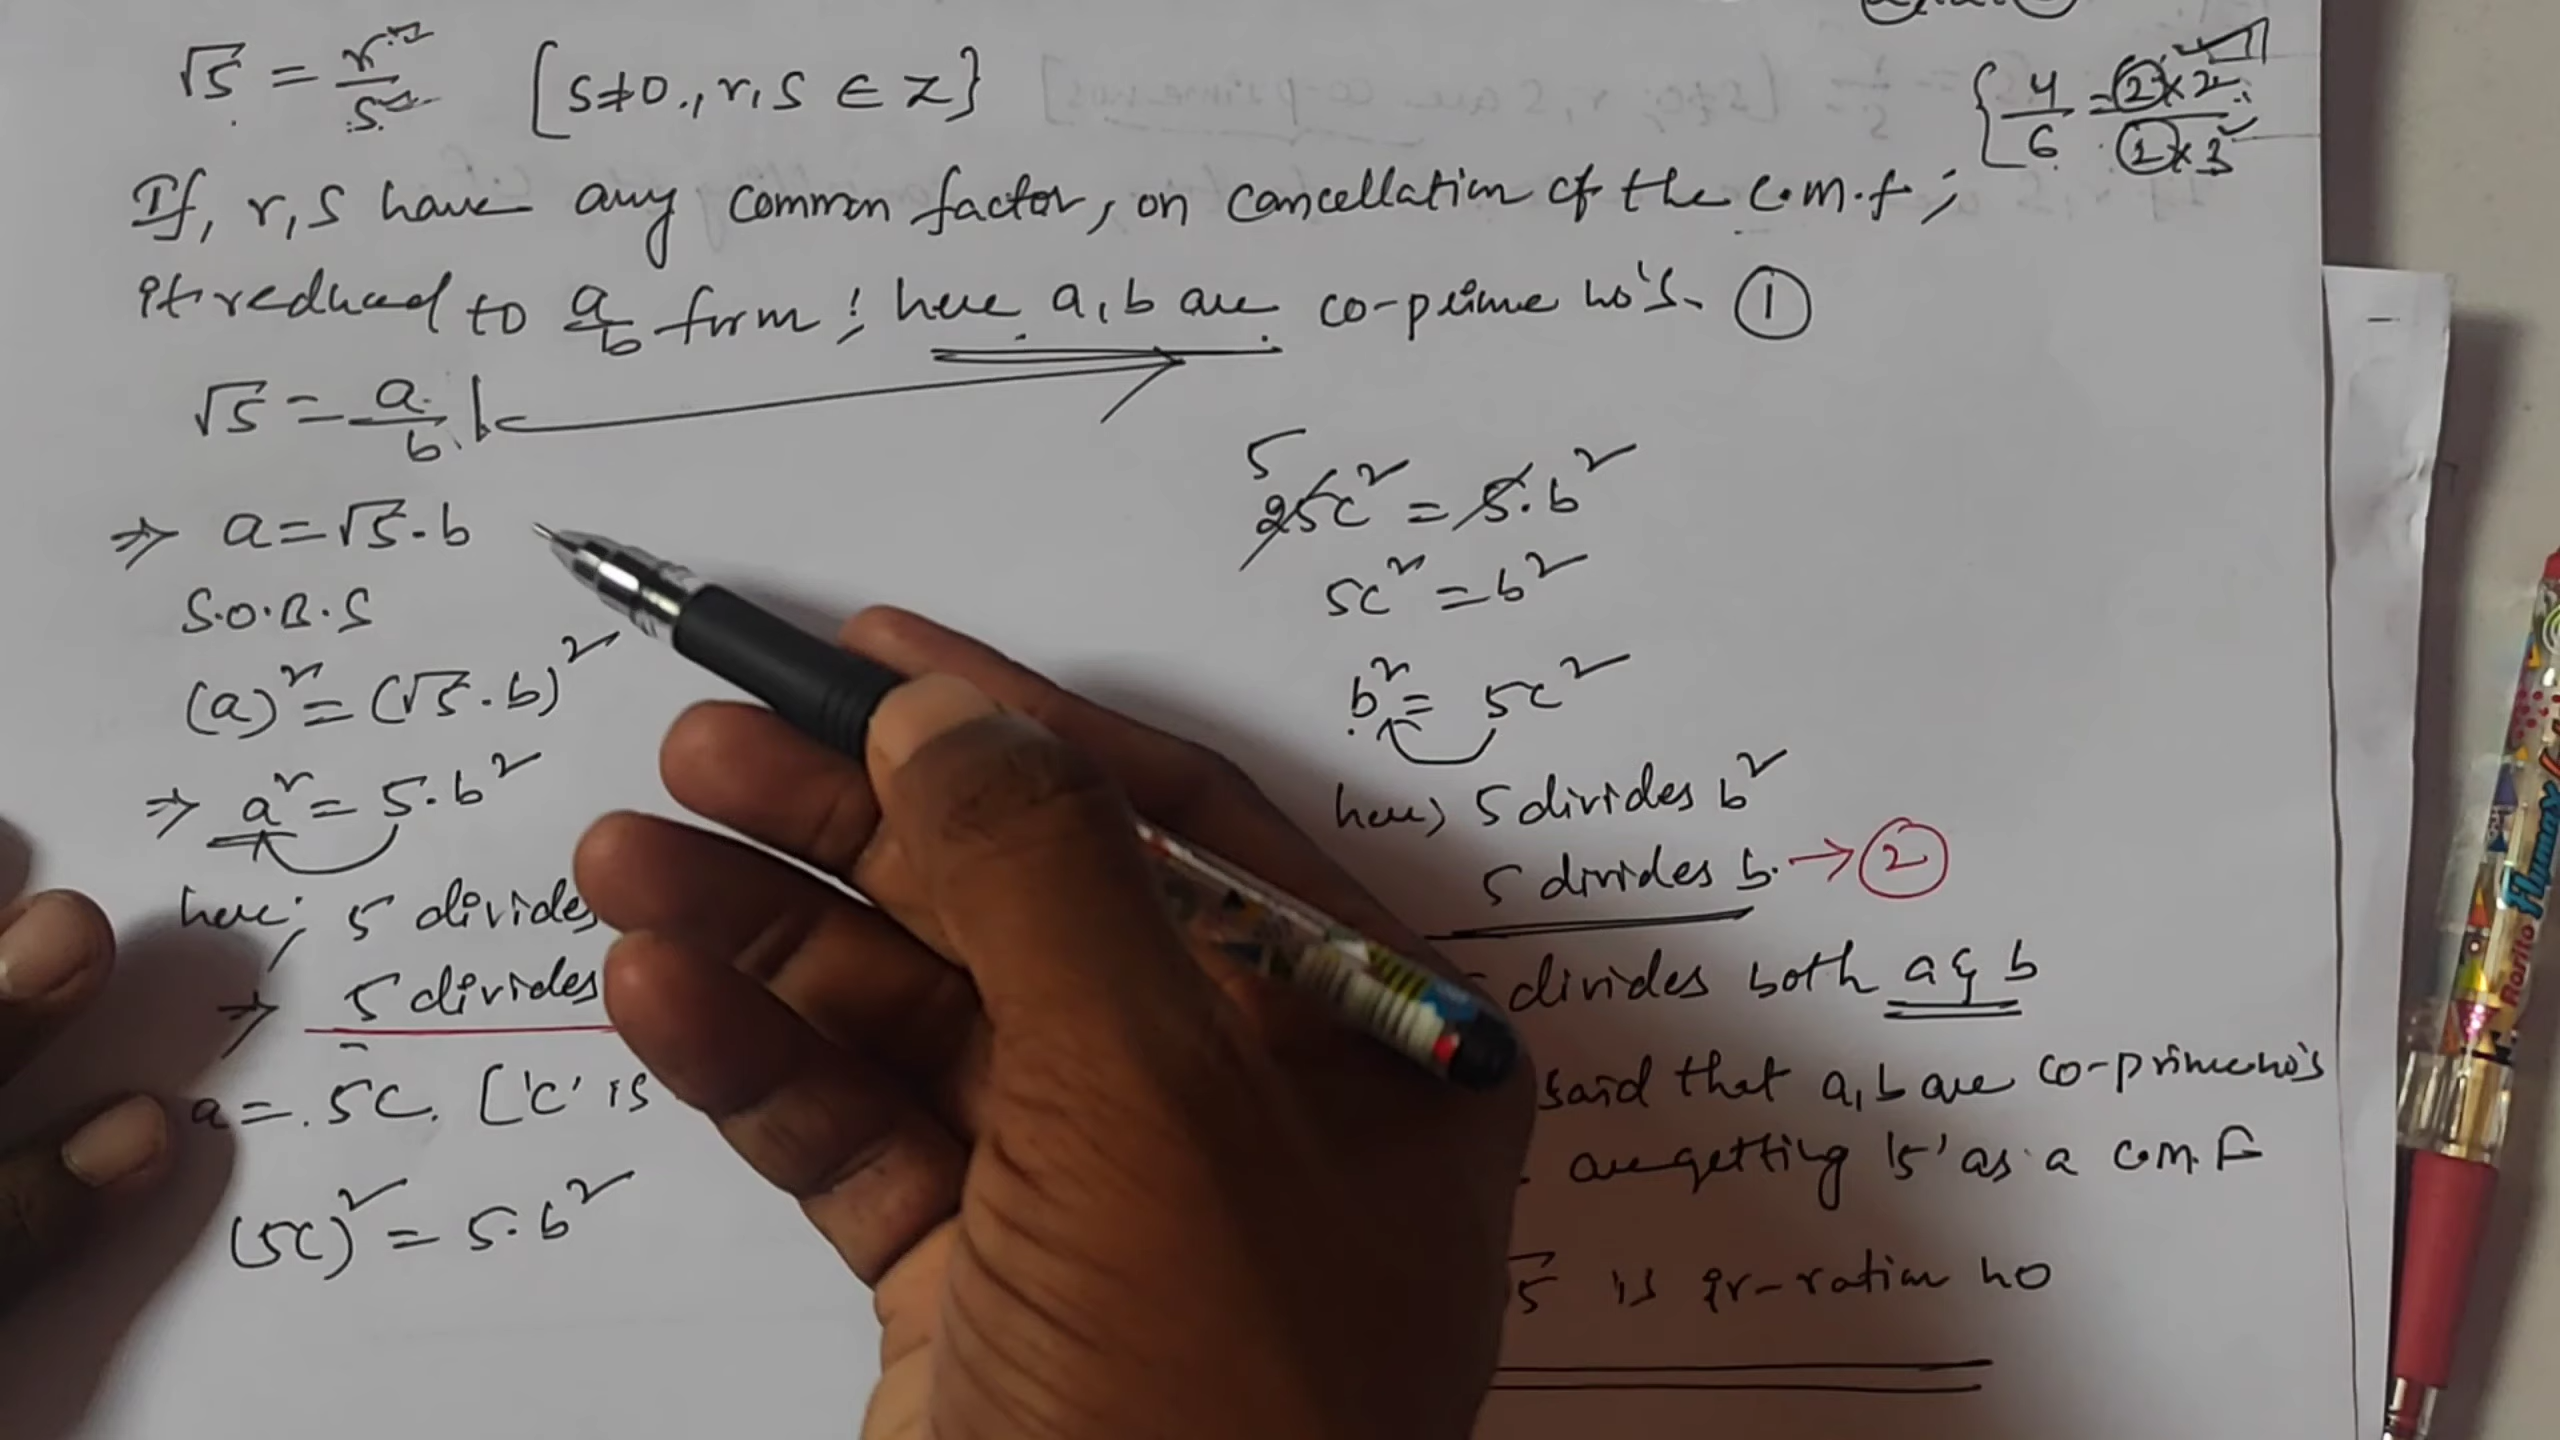 √5 = r/s [s≠0., r,s ∈ z}
{4/6 = 2×2/2×3
If, r,s have any common factor, on cancellation of the c.m.f;
it reduced to a/b form; here a,b are co-prime no's. ①
√5 = a/b
⇒ a=√5.b
S.O.B.S
(a)² = (√5.b)²
⇒ a² = 5.b²
here; 5 divides
⇒ 5 divides
a = 5c. ['c' is
(5c)² = 5.b²
5
25c² = 5.b²
5c² = b²
b² = 5c²
here, 5 divides b²
5 divides b. → ②
divides both a & b
said that a,b are co-prime no's
are getting '5' as a c.m.F
√5 is ir-ration no
Rorito